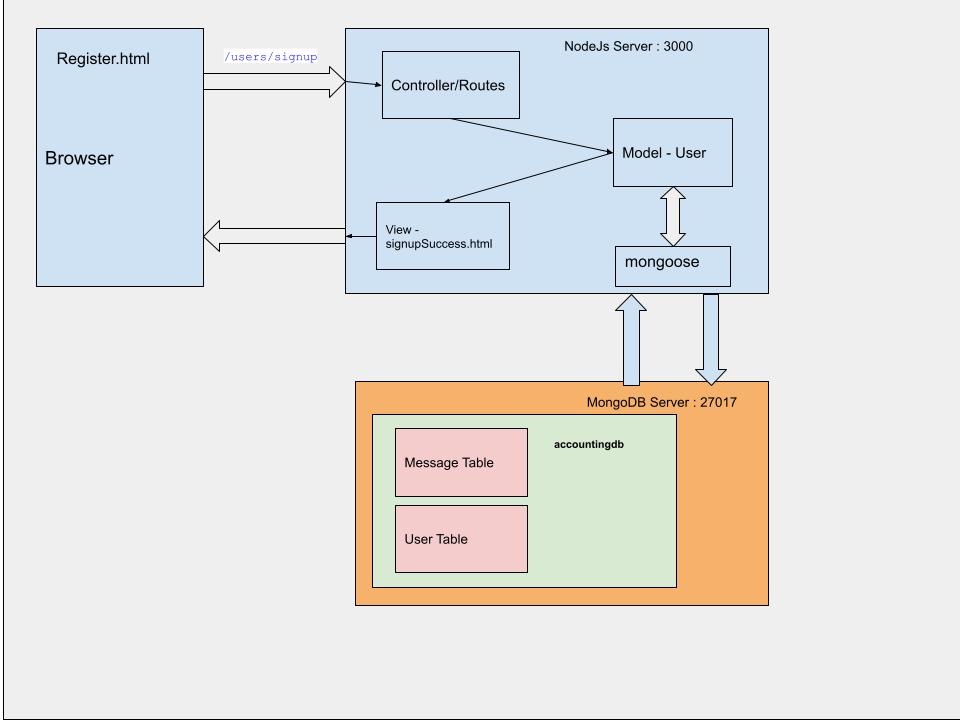 Register.html
Browser
/users/signup
NodeJs Server : 3000
Controller/Routes
Model - User
View -
signupSuccess.html
mongoose
MongoDB Server : 27017
accountingdb
Message Table
User Table